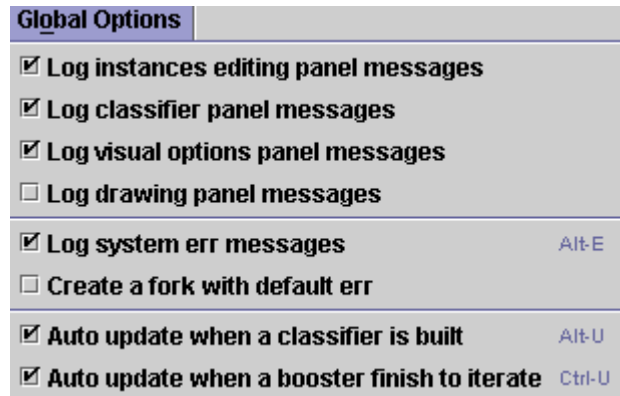 Global Options
Log instances editing panel messages
Log classifier panel messages
Log visual options panel messages
Log drawing panel messages
Log system err messages Alt-E
Create a fork with default err
Auto update when a classifier is built Alt-U
Auto update when a booster finish to iterate Ctrl-U